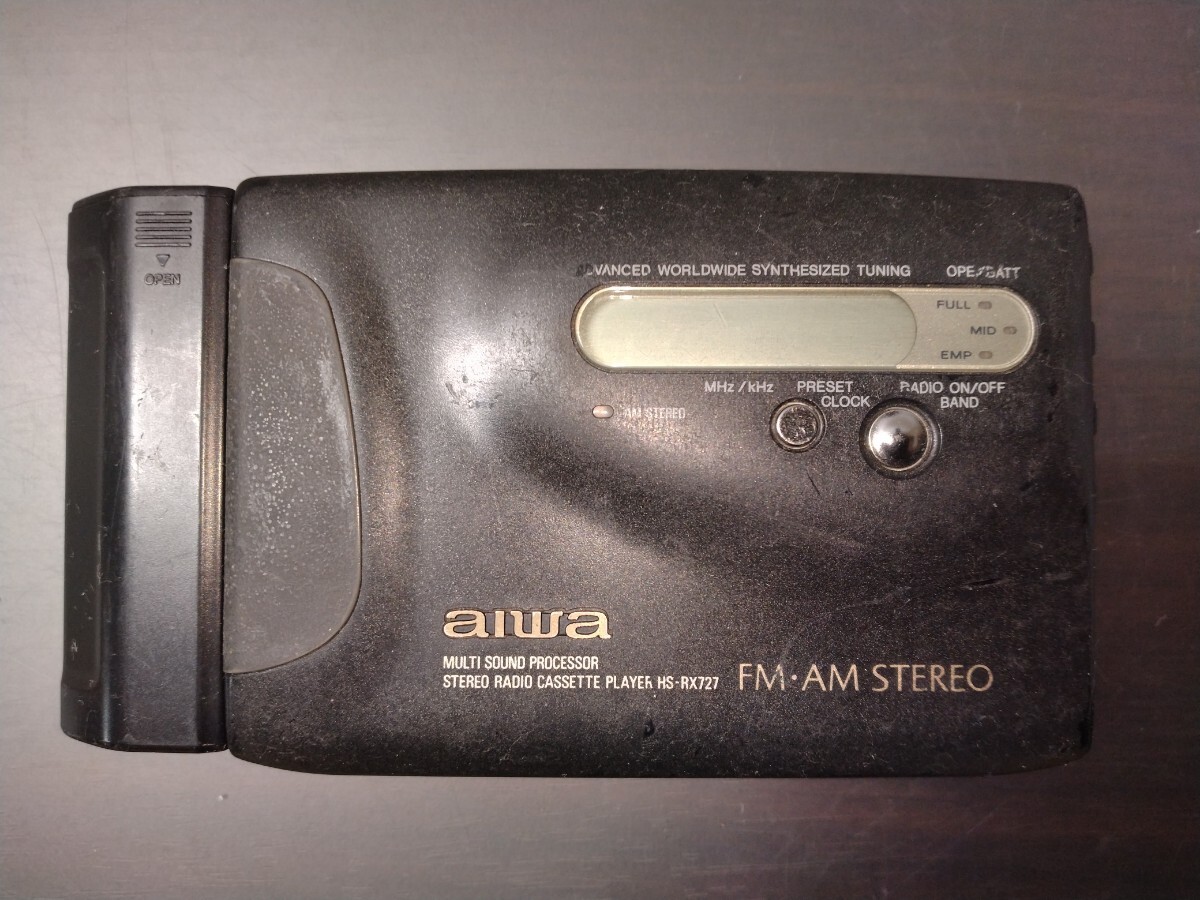 OPEN
ADVANCED WORLDWIDE SYNTHESIZED TUNING
OPE/BATT
FULL
MID
EMP
MHz/kHz
PRESET
CLOCK
RADIO ON/OFF
BAND
AM STEREO
aiwa
MULTI SOUND PROCESSOR
STEREO RADIO CASSETTE PLAYER HS-RX727
FM·AM STEREO